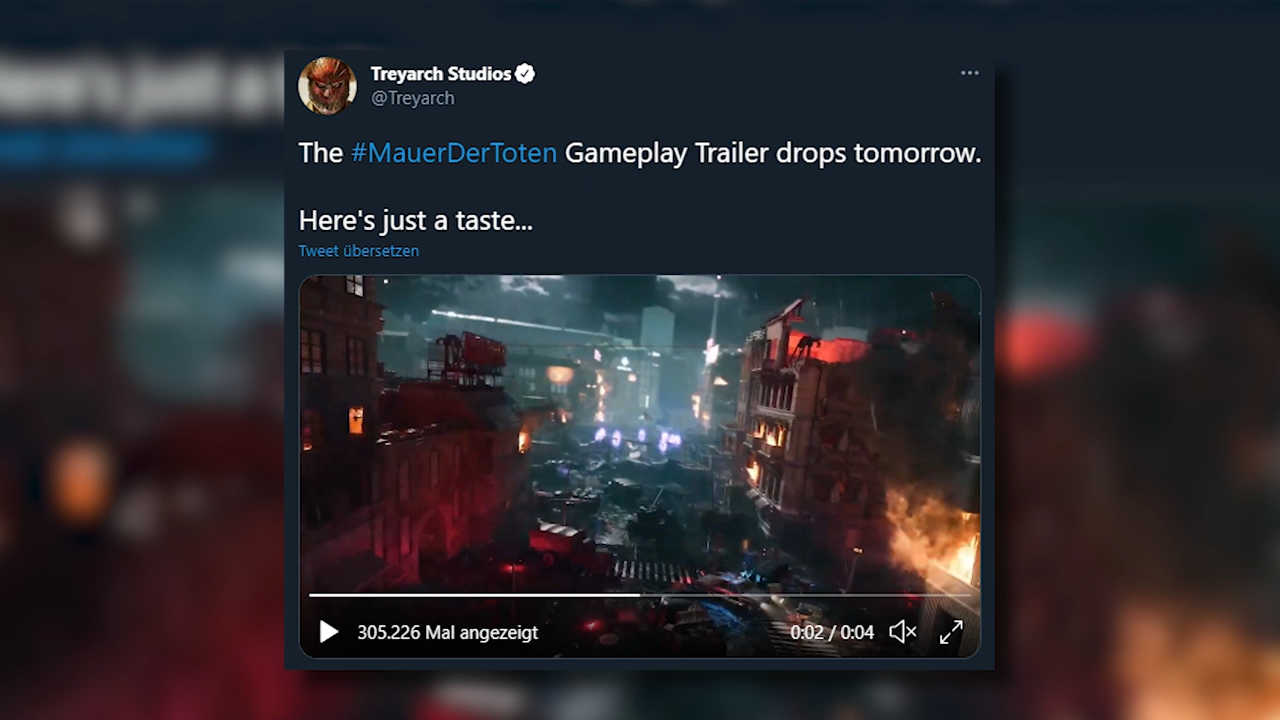 Treyarch Studios
@Treyarch
The #MauerDerToten Gameplay Trailer drops tomorrow.
Here's just a taste...
Tweet übersetzen
305.226 Mal angezeigt
0:02 / 0:04